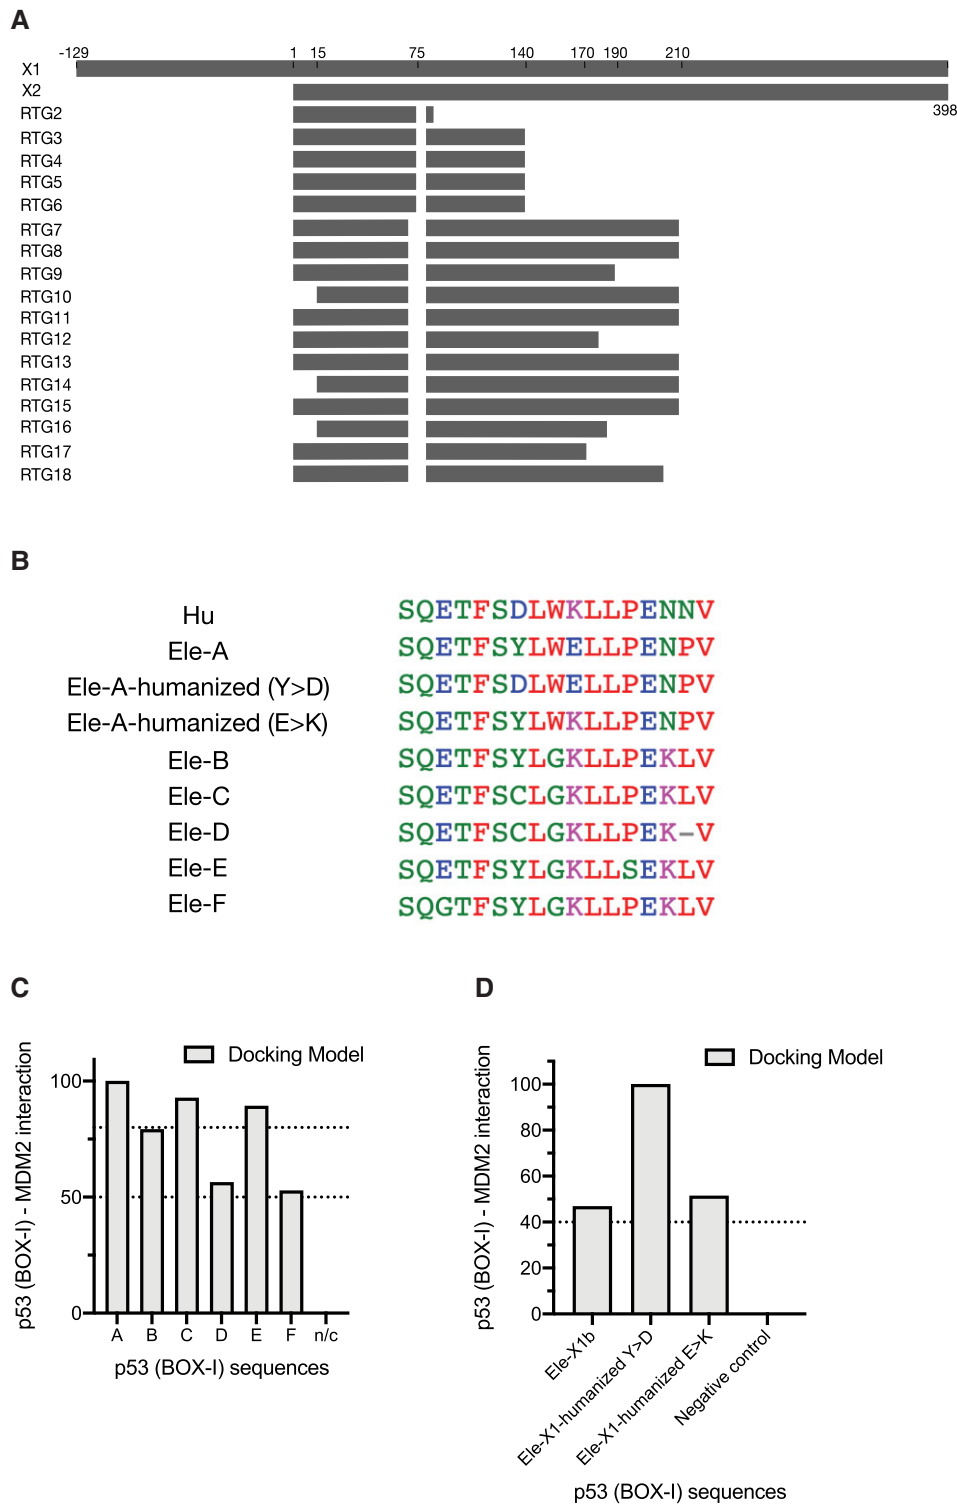 A
-129 1 15 75 140 170 190 210
X1
X2
398
RTG2
RTG3
RTG4
RTG5
RTG6
RTG7
RTG8
RTG9
RTG10
RTG11
RTG12
RTG13
RTG14
RTG15
RTG16
RTG17
RTG18
B
Hu SQETFSDLWKLLPENNV
Ele-A SQETFSYLWELLPENPV
Ele-A-humanized (Y>D) SQETFSDLWELLPENPV
Ele-A-humanized (E>K) SQETFSYLWKLLPENPV
Ele-B SQETFSYLGKLLPEKLV
Ele-C SQETFSCLGKLLPEKLV
Ele-D SQETFSCLGKLLPEK–V
Ele-E SQETFSYLGKLLSEKLV
Ele-F SQGTFSYLGKLLPEKLV
C
Docking Model
p53 (BOX-I) - MDM2 interaction
100
50
0
A B C D E F n/c
p53 (BOX-I) sequences
D
Docking Model
p53 (BOX-I) - MDM2 interaction
100
80
60
40
20
0
Ele-X1b
Ele-X1-humanized Y>D
Ele-X1-humanized E>K
Negative control
p53 (BOX-I) sequences